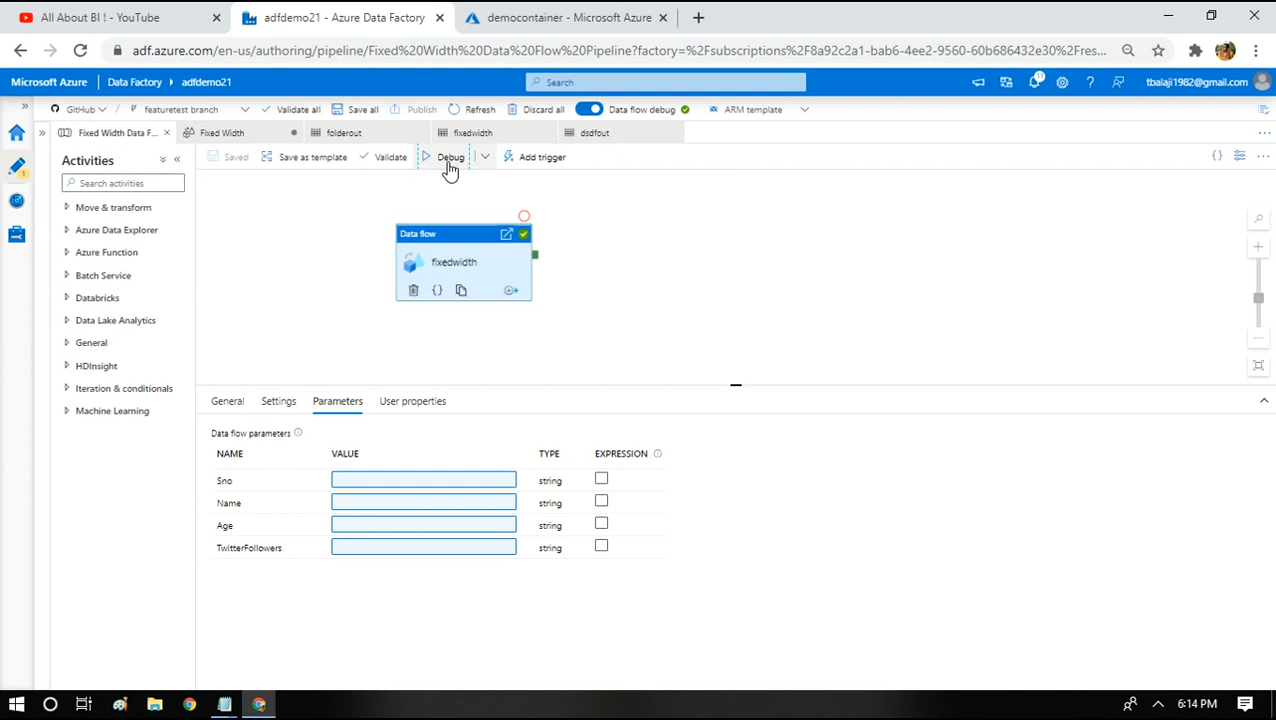 All About BI ! - YouTube
adfdemo21 - Azure Data Factory
democontainer - Microsoft Azure
adf.azure.com/en-us/authoring/pipeline/Fixed%20Width%20Data%20Flow%20Pipeline?factory=%2Fsubscriptions%2F8a92c2a1-bab6-4ee2-9560-60b686432e30%2Fres...
Microsoft Azure
Data Factory
adfdemo21
Search
11
tbalaji1982@gmail.com
GitHub
featuretest branch
Validate all
Save all
Publish
Refresh
Discard all
Data flow debug
ARM template
Fixed Width Data F...
Fixed Width
folderout
fixedwidth
dsdfout
1
Activities
Saved
Save as template
Validate
Debug
Add trigger
Search activities
Move & transform
Azure Data Explorer
Azure Function
Batch Service
Databricks
Data Lake Analytics
General
HDInsight
Iteration & conditionals
Machine Learning
Data flow
fixedwidth
General
Settings
Parameters
User properties
Data flow parameters
NAME VALUE TYPE EXPRESSION
Sno string
Name string
Age string
TwitterFollowers string
6:14 PM